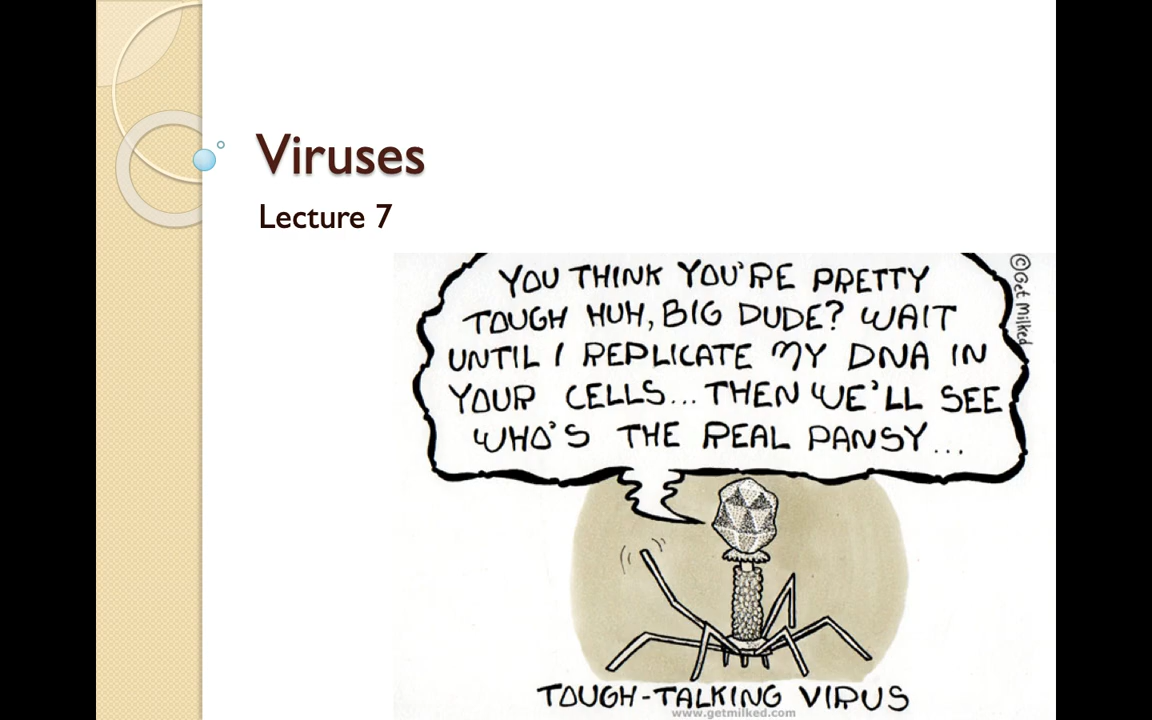 Viruses
Lecture 7
©Get Milked
YOU THINK YOU'RE PRETTY
TOUGH HUH, BIG DUDE? WAIT
UNTIL I REPLICATE MY DNA IN
YOUR CELLS... THEN WE'LL SEE
WHO'S THE REAL PANSY...
TOUGH-TALKING VIRUS
www.getmilked.com